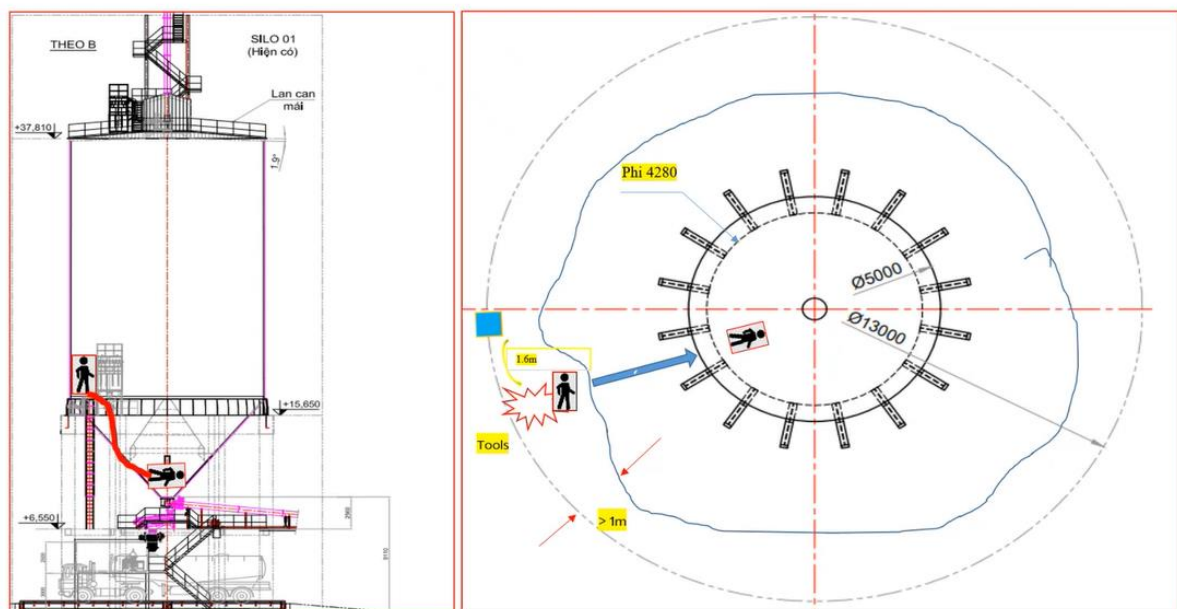 THEO B
SILO 01
(Hiện có)
Lan can
mái
+37,810
1.9°
+15,650
+6,550
Phi 4280
Ø5000
Ø13000
1.6m
Tools
> 1m